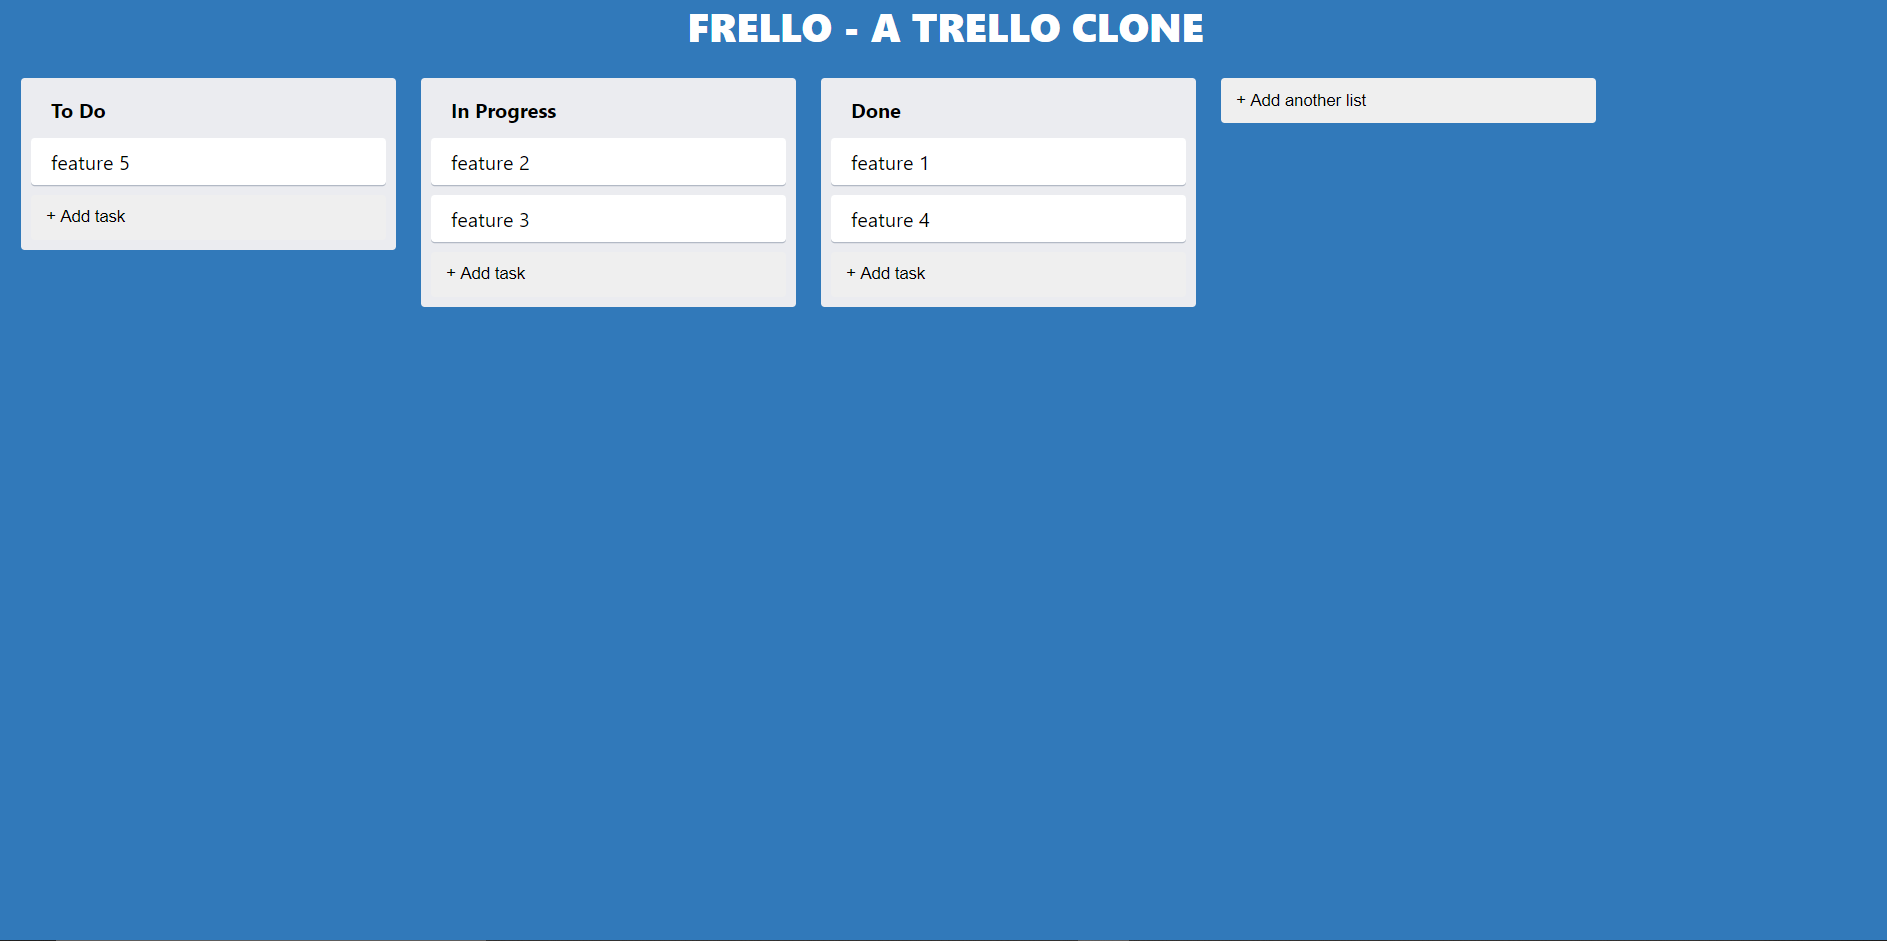 FRELLO - A TRELLO CLONE
To Do
feature 5
+ Add task
In Progress
feature 2
feature 3
+ Add task
Done
feature 1
feature 4
+ Add task
+ Add another list